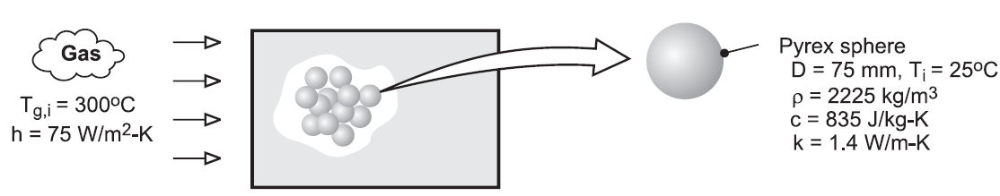 Gas
T_g,i = 300°C
h = 75 W/m²-K
Pyrex sphere
D = 75 mm, T_i = 25°C
ρ = 2225 kg/m³
c = 835 J/kg-K
k = 1.4 W/m-K